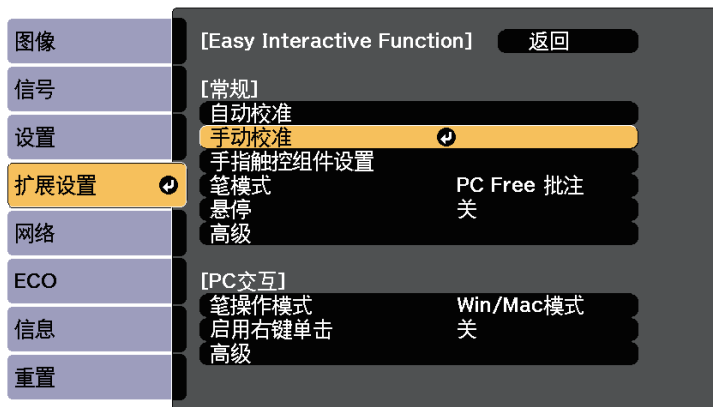 图像
信号
设置
扩展设置
网络
ECO
信息
重置
[Easy Interactive Function] 返回
[常规]
自动校准
手动校准
手指触控组件设置
笔模式 PC Free 批注
悬停 关
高级
[PC交互]
笔操作模式 Win/Mac模式
启用右键单击 关
高级